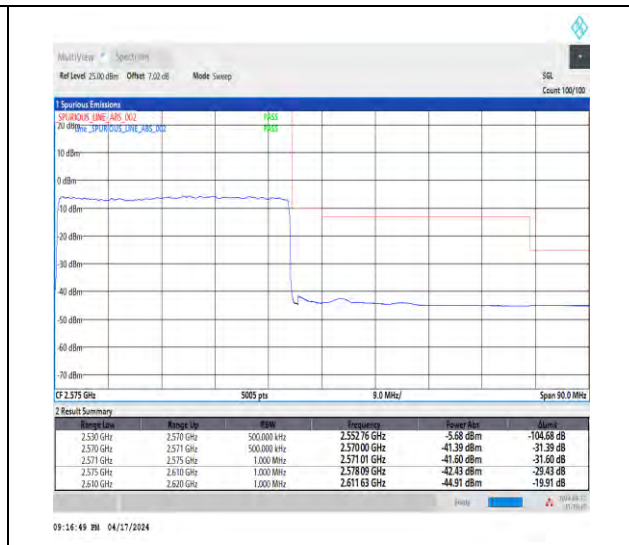 MultiView Spectrum
Ref Level 25.00 dBm Offset 7.02 dB Mode Sweep SGL
Count 100/100
1 Spurious Emissions
SPURIOUS_LINE_ABS_002 PASS
20 dBm Line _SPURIOUS_LINE_ABS_002 PASS
10 dBm
0 dBm
-10 dBm
-20 dBm
-30 dBm
-40 dBm
-50 dBm
-60 dBm
-70 dBm
CF 2.575 GHz 5005 pts 9.0 MHz/ Span 90.0 MHz
2 Result Summary
Range Low Range Up RBW Frequency Power Abs ΔLimit
2.530 GHz 2.570 GHz 500.000 kHz 2.552 76 GHz -5.68 dBm -104.68 dB
2.570 GHz 2.571 GHz 500.000 kHz 2.570 00 GHz -41.39 dBm -31.39 dB
2.571 GHz 2.575 GHz 1.000 MHz 2.571 01 GHz -41.60 dBm -31.60 dB
2.575 GHz 2.610 GHz 1.000 MHz 2.578 09 GHz -42.43 dBm -29.43 dB
2.610 GHz 2.620 GHz 1.000 MHz 2.611 63 GHz -44.91 dBm -19.91 dB
Ready
09:16:49 PM 04/17/2024